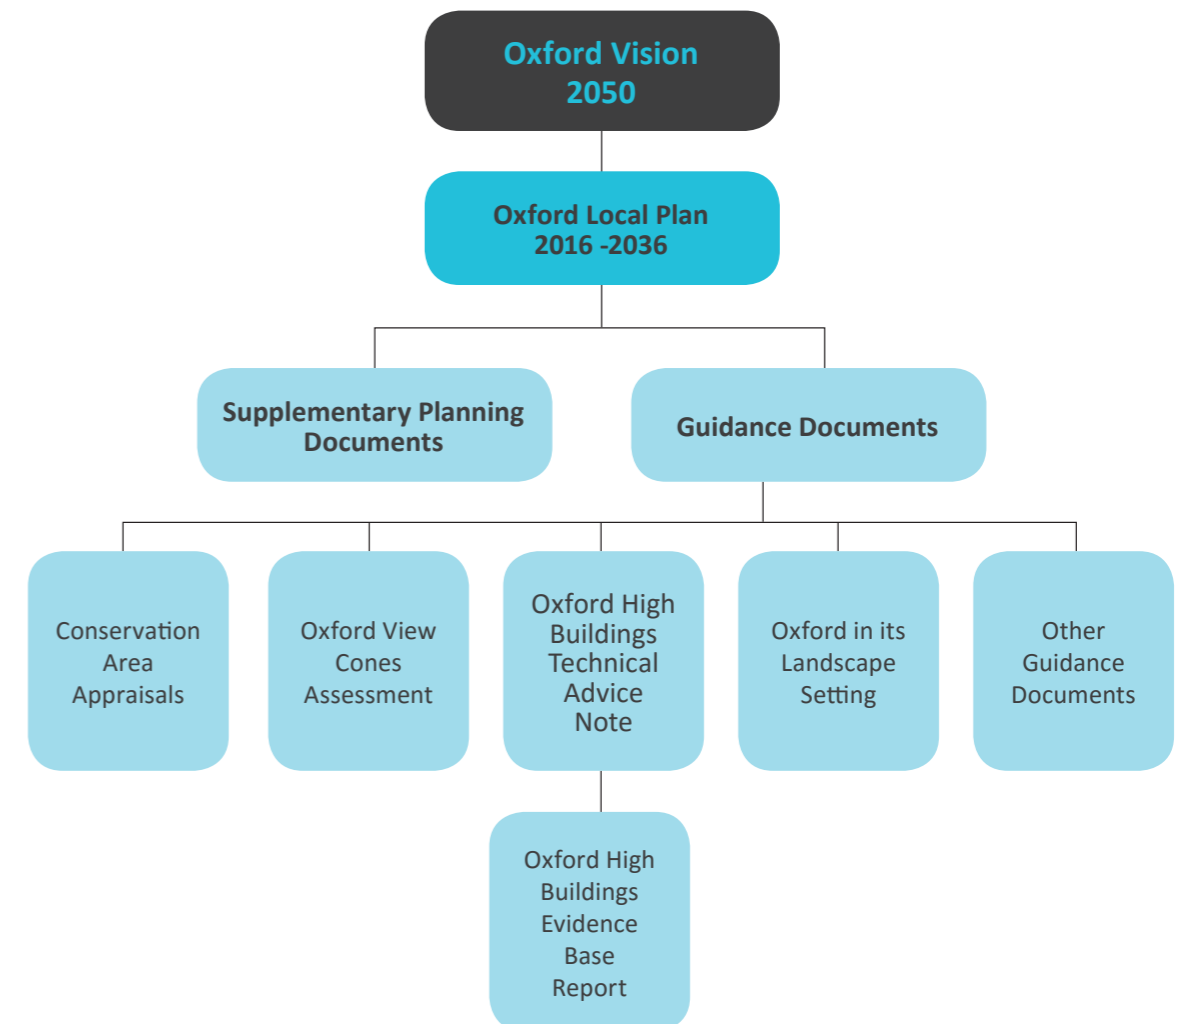 Oxford Vision
2050
Oxford Local Plan
2016 -2036
Supplementary Planning
Documents
Guidance Documents
Conservation
Area
Appraisals
Oxford View
Cones
Assessment
Oxford High
Buildings
Technical
Advice
Note
Oxford in its
Landscape
Setting
Other
Guidance
Documents
Oxford High
Buildings
Evidence
Base
Report